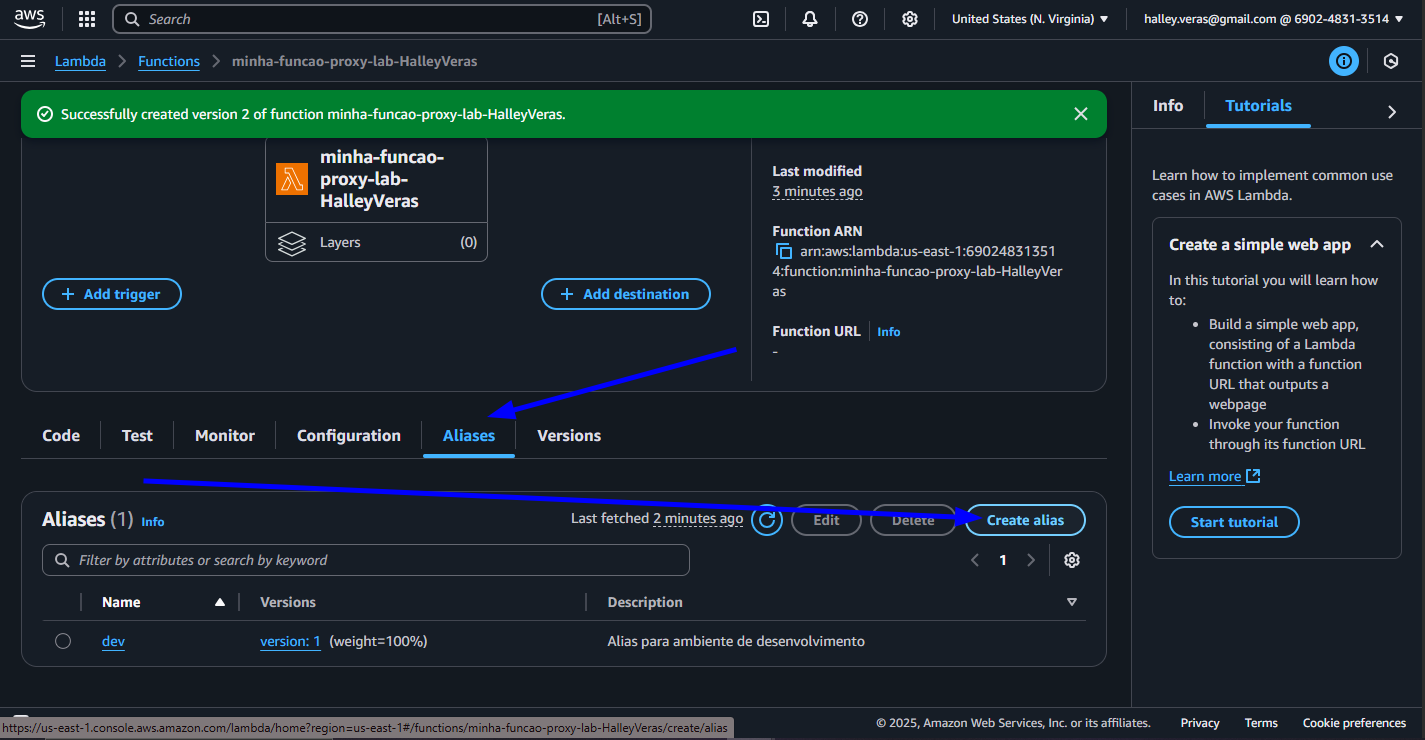 aws
Search
[Alt+S]
United States (N. Virginia)
halley.veras@gmail.com @ 6902-4831-3514
Lambda
Functions
minha-funcao-proxy-lab-HalleyVeras
Successfully created version 2 of function minha-funcao-proxy-lab-HalleyVeras.
minha-funcao-
proxy-lab-
HalleyVeras
Layers
(0)
+ Add trigger
+ Add destination
Last modified
3 minutes ago
Function ARN
arn:aws:lambda:us-east-1:69024831351
4:function:minha-funcao-proxy-lab-HalleyVer
as
Function URL
Info
-
Code
Test
Monitor
Configuration
Aliases
Versions
Aliases (1)
Info
Last fetched 2 minutes ago
Edit
Delete
Create alias
Filter by attributes or search by keyword
1
Name
Versions
Description
dev
version: 1 (weight=100%)
Alias para ambiente de desenvolvimento
Info
Tutorials
Learn how to implement common use
cases in AWS Lambda.
Create a simple web app
In this tutorial you will learn how
to:
• Build a simple web app,
consisting of a Lambda
function with a function
URL that outputs a
webpage
• Invoke your function
through its function URL
Learn more
Start tutorial
https://us-east-1.console.aws.amazon.com/lambda/home?region=us-east-1#/functions/minha-funcao-proxy-lab-HalleyVeras/create/alias
© 2025, Amazon Web Services, Inc. or its affiliates.
Privacy
Terms
Cookie preferences